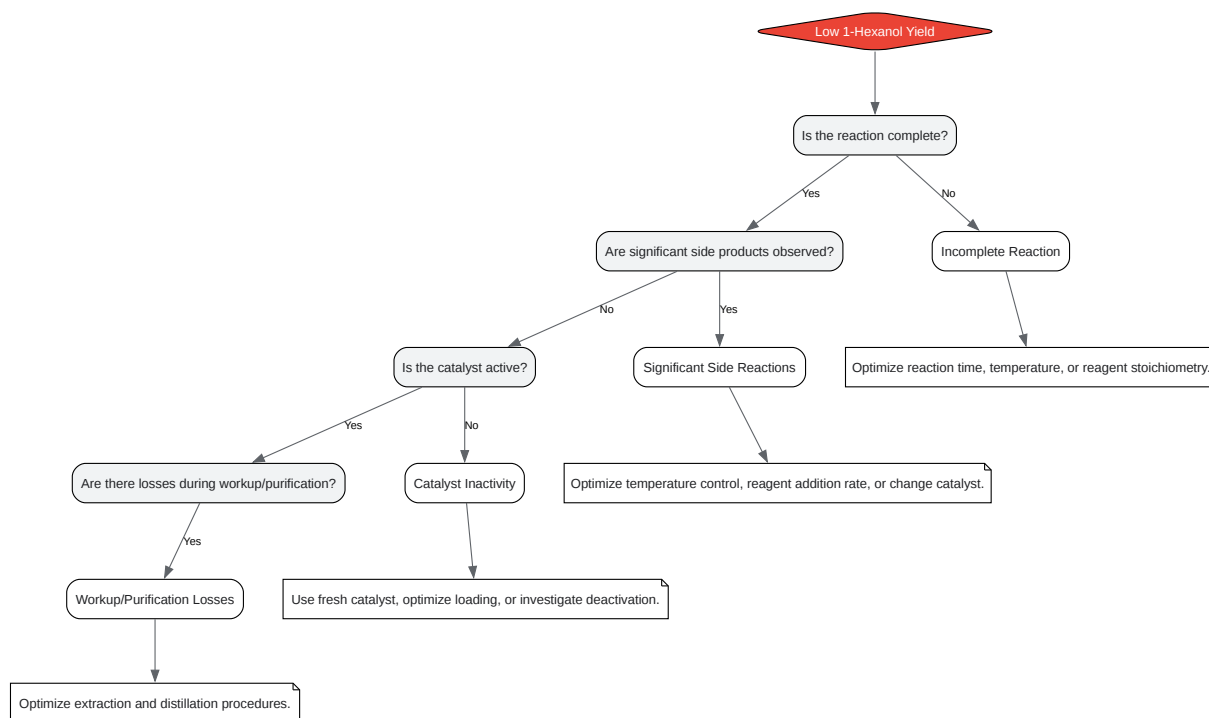 Low 1-Hexanol Yield
Is the reaction complete?
Yes
No
Are significant side products observed?
Incomplete Reaction
No
Yes
Is the catalyst active?
Significant Side Reactions
Optimize reaction time, temperature, or reagent stoichiometry.
Yes
No
Are there losses during workup/purification?
Catalyst Inactivity
Optimize temperature control, reagent addition rate, or change catalyst.
Yes
Workup/Purification Losses
Use fresh catalyst, optimize loading, or investigate deactivation.
Optimize extraction and distillation procedures.